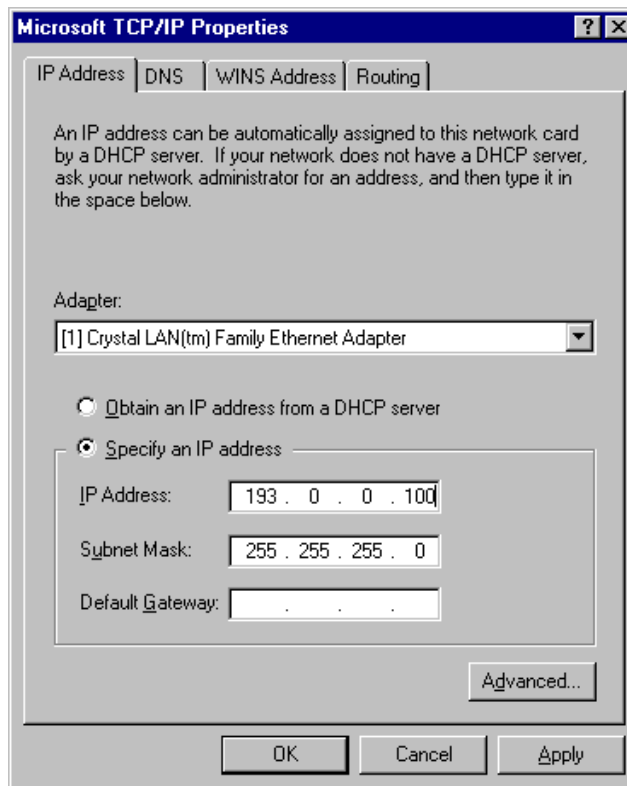 Microsoft TCP/IP Properties
IP Address DNS WINS Address Routing
An IP address can be automatically assigned to this network card
by a DHCP server. If your network does not have a DHCP server,
ask your network administrator for an address, and then type it in
the space below.
Adapter:
[1] Crystal LAN(tm) Family Ethernet Adapter
Obtain an IP address from a DHCP server
Specify an IP address
IP Address: 193 . 0 . 0 . 100
Subnet Mask: 255 . 255 . 255 . 0
Default Gateway: . . .
Advanced...
OK Cancel Apply